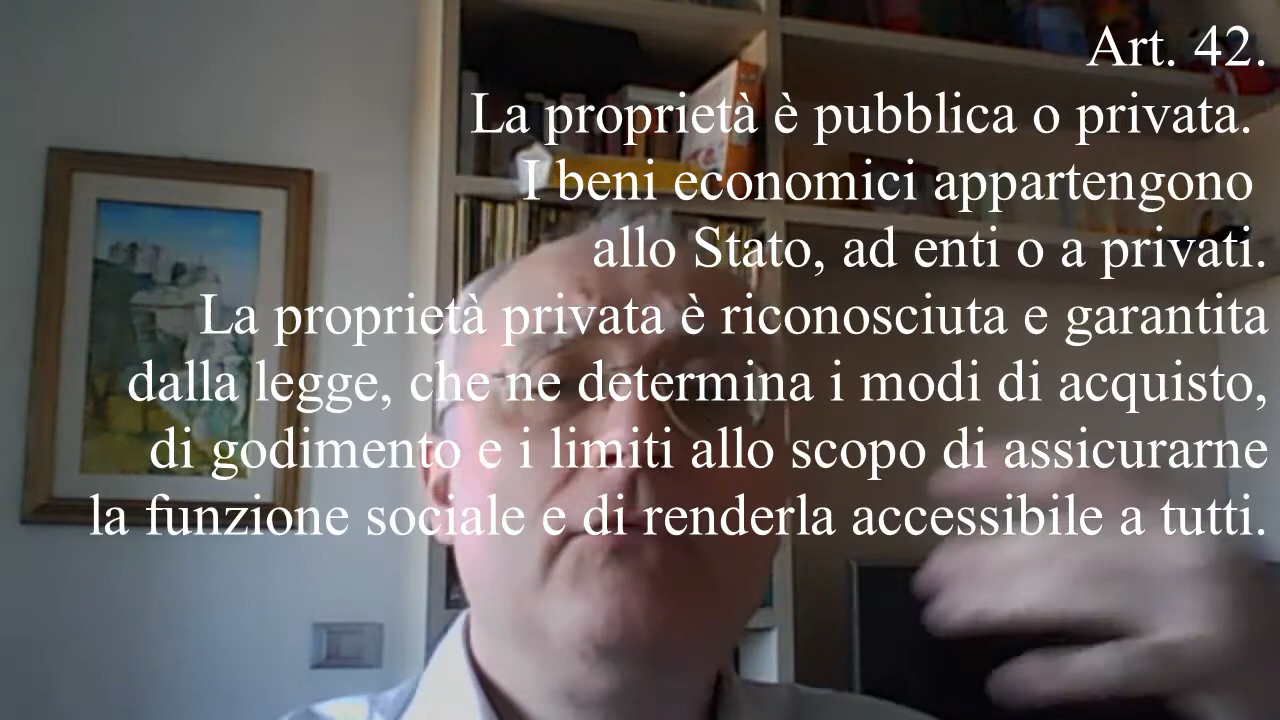 Art. 42.
La proprietà è pubblica o privata.
I beni economici appartengono
allo Stato, ad enti o a privati.
La proprietà privata è riconosciuta e garantita
dalla legge, che ne determina i modi di acquisto,
di godimento e i limiti allo scopo di assicurarne
la funzione sociale e di renderla accessibile a tutti.